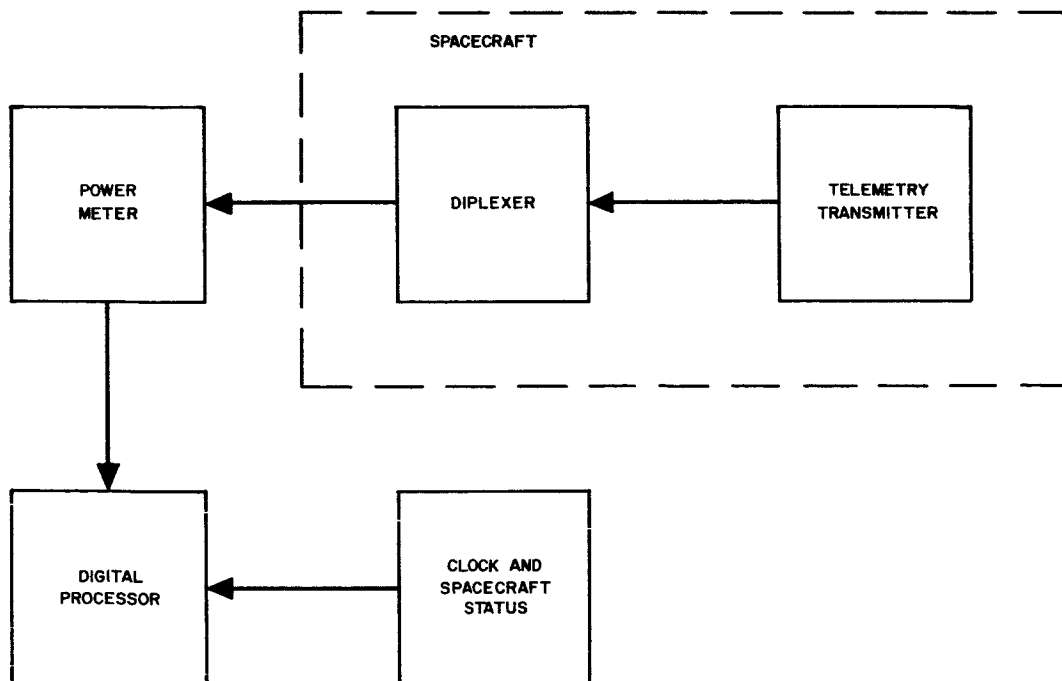 SPACECRAFT
POWER
METER
DIPLEXER
TELEMETRY
TRANSMITTER
DIGITAL
PROCESSOR
CLOCK AND
SPACECRAFT
STATUS